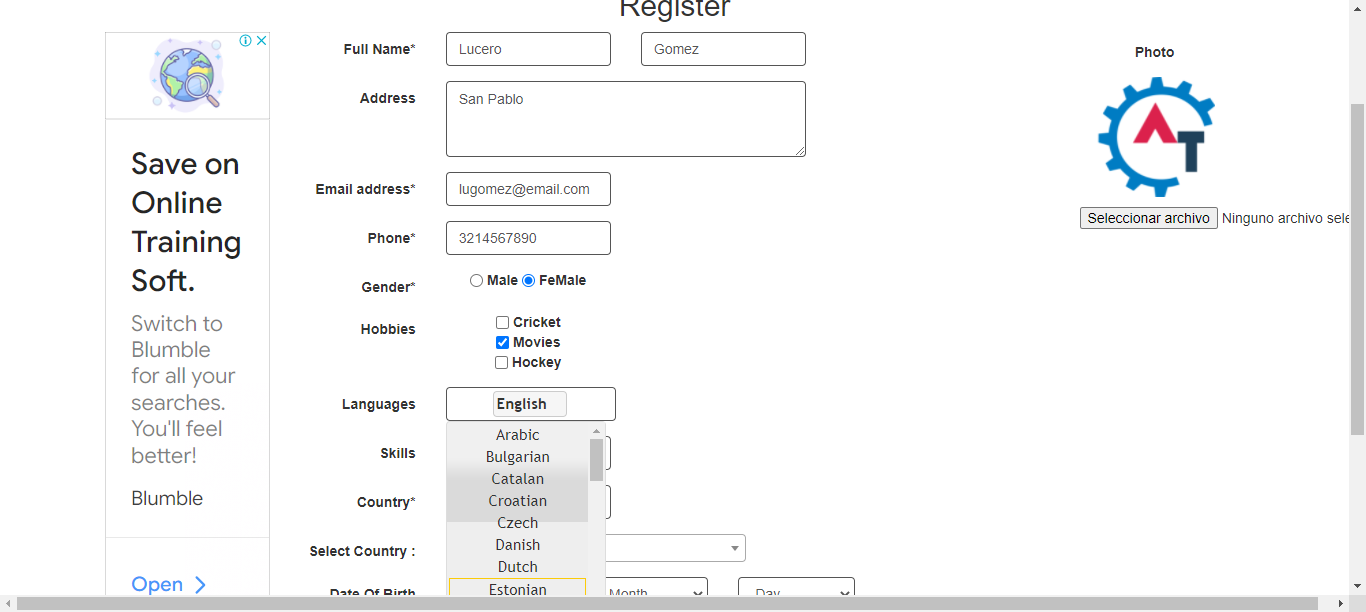 Register
Save on
Online
Training
Soft.
Switch to
Blumble
for all your
searches.
You'll feel
better!
Blumble
Open
Full Name* Lucero Gomez
Address San Pablo
Email address* lugomez@email.com
Phone* 3214567890
Gender* Male FeMale
Hobbies Cricket
Movies
Hockey
Languages English
Arabic
Bulgarian
Catalan
Croatian
Czech
Danish
Dutch
Estonian
Skills
Country*
Select Country :
Date Of Birth Month Day
Photo
AT
Seleccionar archivo Ninguno archivo sele